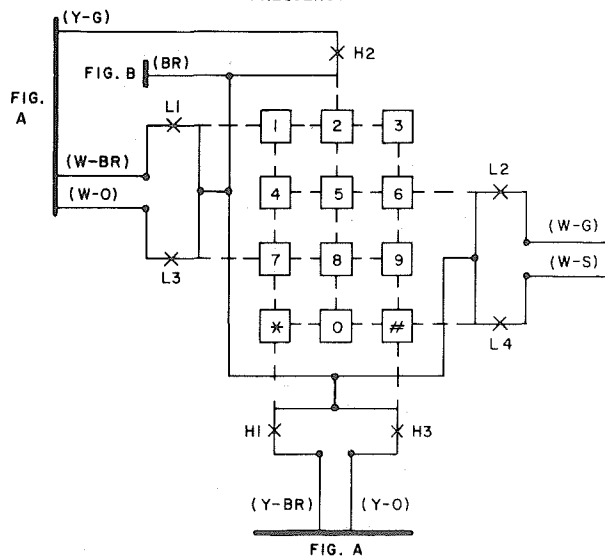 (Y-G)
H2
FIG. B
(BR)
FIG.
A
L1
1
2
3
(W-BR)
4
5
6
L2
(W-O)
(W-G)
7
8
9
(W-S)
L3
*
0
#
L4
H1
H3
(Y-BR)
(Y-O)
FIG. A